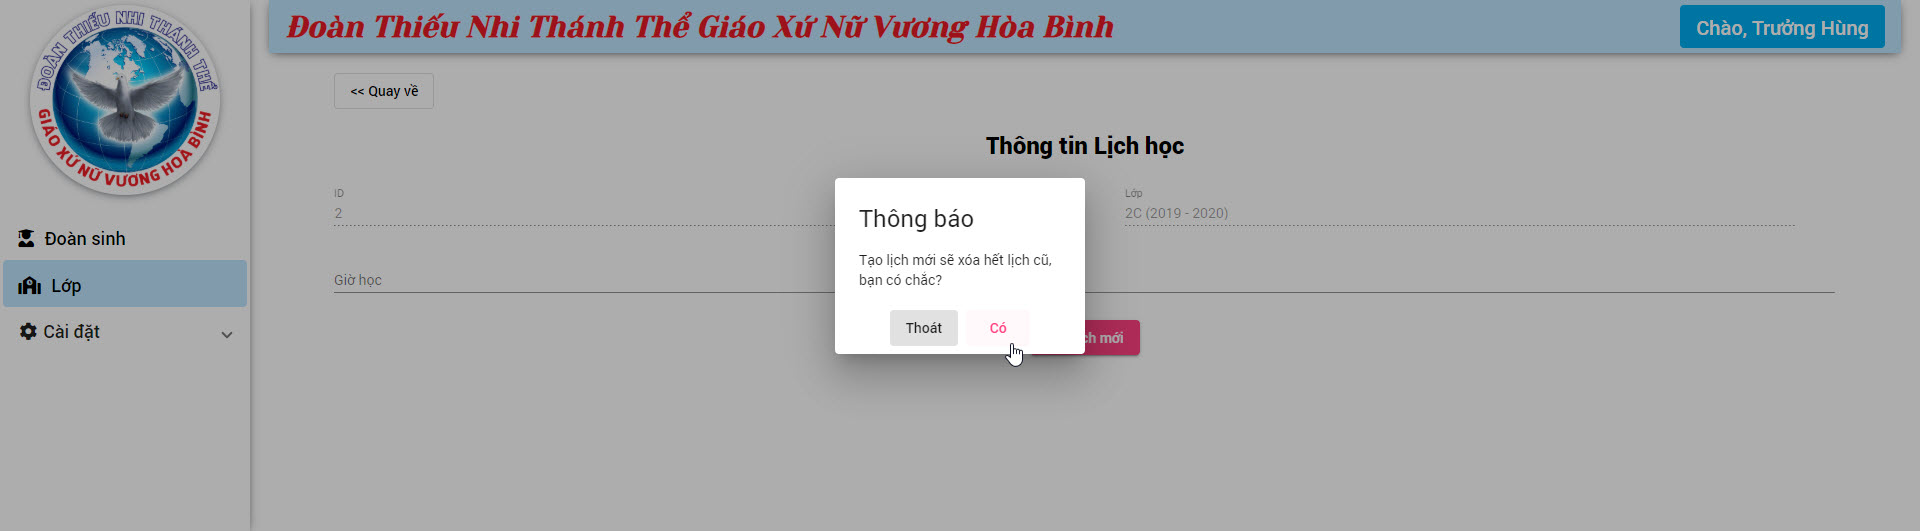 ĐOÀN THIẾU NHI THÁNH THỂ
GIÁO XỨ NỮ VƯƠNG HOÀ BÌNH
Đoàn sinh
Lớp
Cài đặt
Đoàn Thiếu Nhi Thánh Thể Giáo Xứ Nữ Vương Hòa Bình
Chào, Trưởng Hùng
<< Quay về
Thông tin Lịch học
ID
2
Lớp
2C (2019 - 2020)
Giờ học
Thông báo
Tạo lịch mới sẽ xóa hết lịch cũ,
bạn có chắc?
Thoát
Có
ch mới